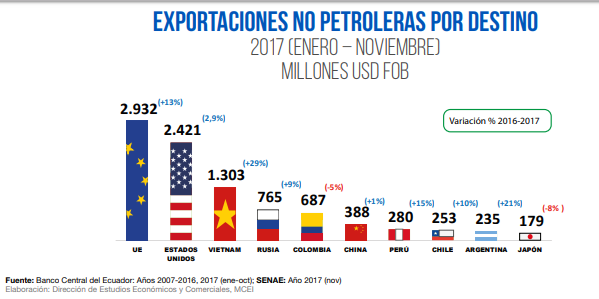 EXPORTACIONES NO PETROLERAS POR DESTINO
2017 (ENERO – NOVIEMBRE)
MILLONES USD FOB
Variación % 2016-2017
2.932 (+13%)
2.421 (2,9%)
1.303 (+29%)
765 (+9%)
687 (-5%)
388 (+1%)
280 (+15%)
253 (+10%)
235 (+21%)
179 (-8% )
UE
ESTADOS
UNIDOS
VIETNAM
RUSIA
COLOMBIA
CHINA
PERÚ
CHILE
ARGENTINA
JAPÓN
Fuente: Banco Central del Ecuador: Años 2007-2016, 2017 (ene-oct); SENAE: Año 2017 (nov)
Elaboración: Dirección de Estudios Económicos y Comerciales, MCEI